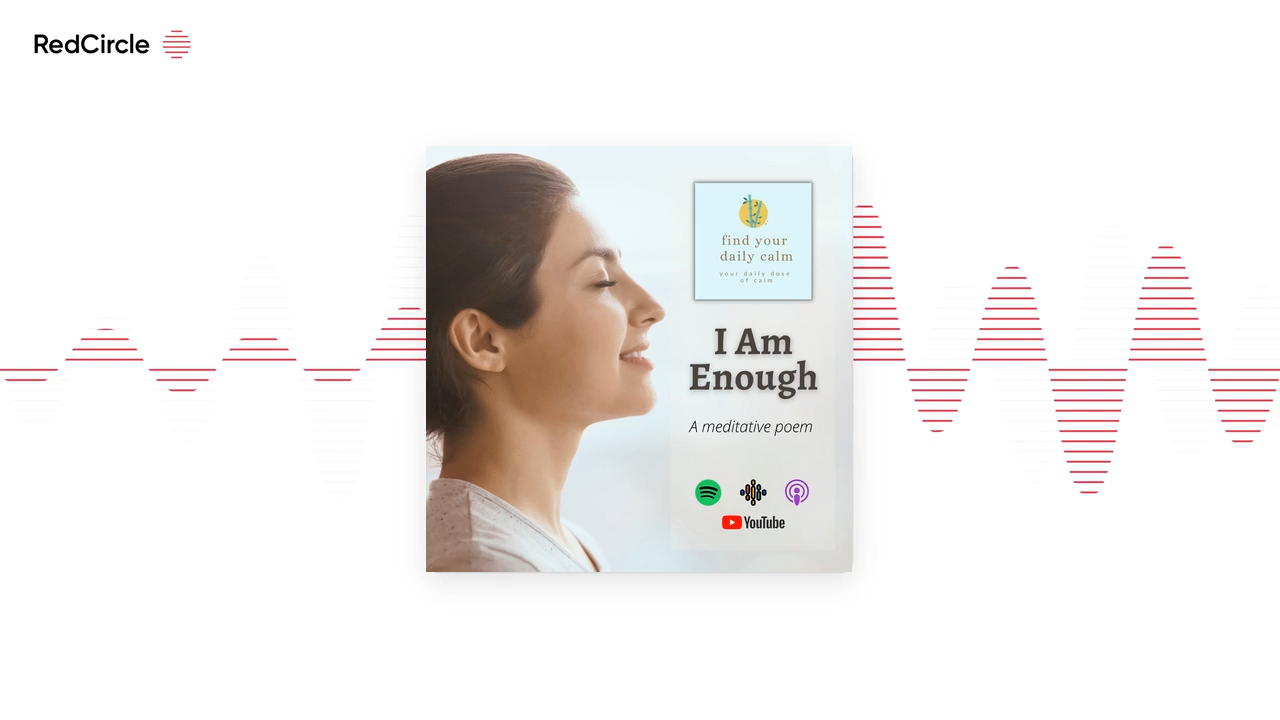 RedCircle
find your
daily calm
your daily dose
of calm
I Am
Enough
A meditative poem
YouTube